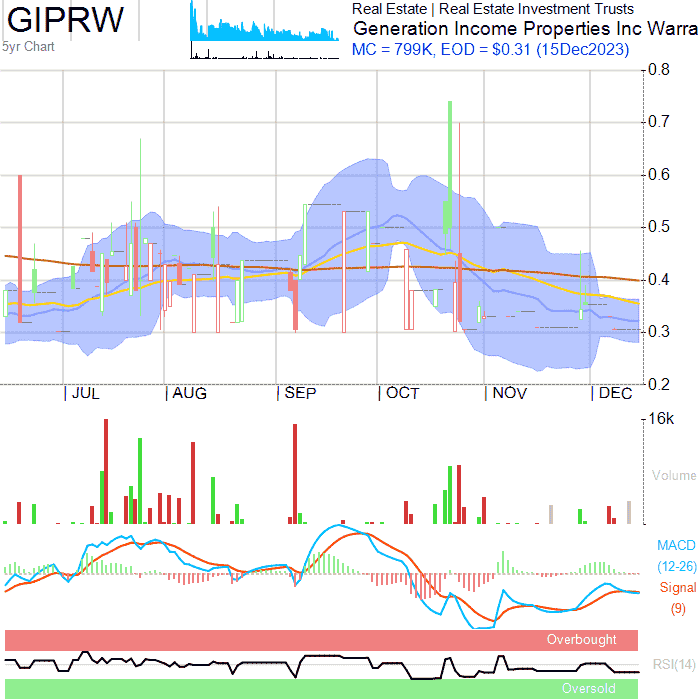 GIPRW
5yr Chart
Real Estate | Real Estate Investment Trusts
Generation Income Properties Inc Warra
MC = 799K, EOD = $0.31 (15Dec2023)
0.8
0.7
0.6
0.5
0.4
0.3
0.2
JUL AUG SEP OCT NOV DEC
16k
Volume
MACD
(12-26)
Signal
(9)
Overbought
RSI(14)
Oversold